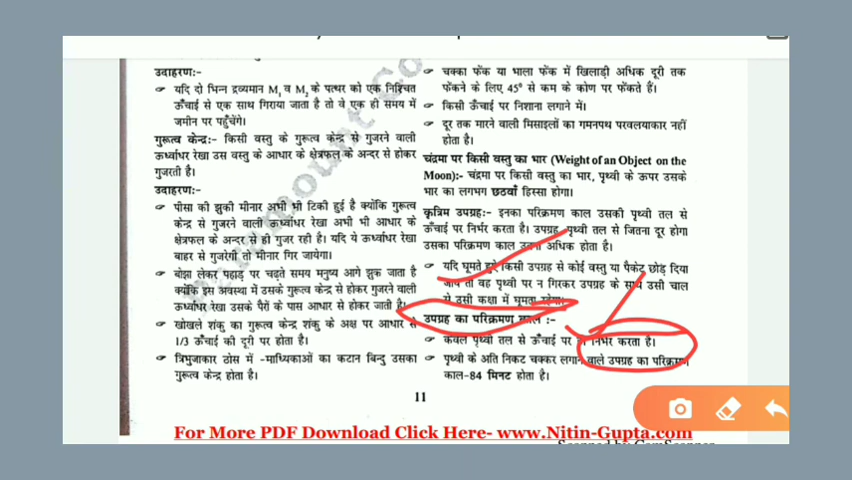 उदाहरण:-
☞ यदि दो भिन्न द्रव्यमान M₁ व M₂ के पत्थर को एक निश्चित
ऊँचाई से एक साथ गिराया जाता है तो वे एक ही समय में
जमीन पर पहुँचेंगे।
गुरूत्व केन्द्र:- किसी वस्तु के गुरूत्व केन्द्र से गुजरने वाली
ऊर्ध्वाधर रेखा उस वस्तु के आधार के क्षेत्रफल के अन्दर से होकर
गुजरती है।
उदाहरण:-
☞ पीसा की झुकी मीनार अभी भी टिकी हुई है क्योंकि गुरूत्व
केन्द्र से गुजरने वाली ऊर्ध्वाधर रेखा अभी भी आधार के
क्षेत्रफल के अन्दर से ही गुजर रही है। यदि ये ऊर्ध्वाधर रेखा
बाहर से गुजरेगी तो मीनार गिर जायेगा।
☞ बोझा लेकर पहाड़ पर चढ़ते समय मनुष्य आगे झुक जाता है
क्योंकि इस अवस्था में उसके गुरूत्व केन्द्र से होकर गुजरने वाली
ऊर्ध्वाधर रेखा उसके पैरों के पास आधार से होकर जाती है।
☞ खोखले शंकु का गुरूत्व केन्द्र शंकु के अक्ष पर आधार से
1/3 ऊँचाई की दूरी पर होता है।
☞ त्रिभुजाकार ठोस में -माध्यिकाओं का कटान बिन्दु उसका
गुरूत्व केन्द्र होता है।
☞ चक्का फेंक या भाला फेंक में खिलाड़ी अधिक दूरी तक
फेंकने के लिए 45° से कम के कोण पर फेंकते हैं।
☞ किसी ऊँचाई पर निशाना लगाने में।
☞ दूर तक मारने वाली मिसाइलों का गमनपथ परवलयाकार नहीं
होता है।
चंद्रमा पर किसी वस्तु का भार (Weight of an Object on the
Moon):- चंद्रमा पर किसी वस्तु का भार, पृथ्वी के ऊपर उसके
भार का लगभग छठवाँ हिस्सा होगा।
कृत्रिम उपग्रह:- इनका परिक्रमण काल उसकी पृथ्वी तल से
ऊँचाई पर निर्भर करता है। उपग्रह पृथ्वी तल से जितना दूर होगा
उसका परिक्रमण काल उतना अधिक होता है।
☞ यदि घूमते हुई किसी उपग्रह से कोई वस्तु या पैकेट छोड़ दिया
जाय तो वह पृथ्वी पर न गिरकर उपग्रह के साथ उसी चाल
से उसी कक्षा में घूमता रहेगा।
उपग्रह का परिक्रमण काल :-
☞ केवल पृथ्वी तल से ऊँचाई पर ही निर्भर करता है।
☞ पृथ्वी के अति निकट चक्कर लगाने वाले उपग्रह का परिक्रमण
काल-84 मिनट होता है।
11
For More PDF Download Click Here- www.Nitin-Gupta.com